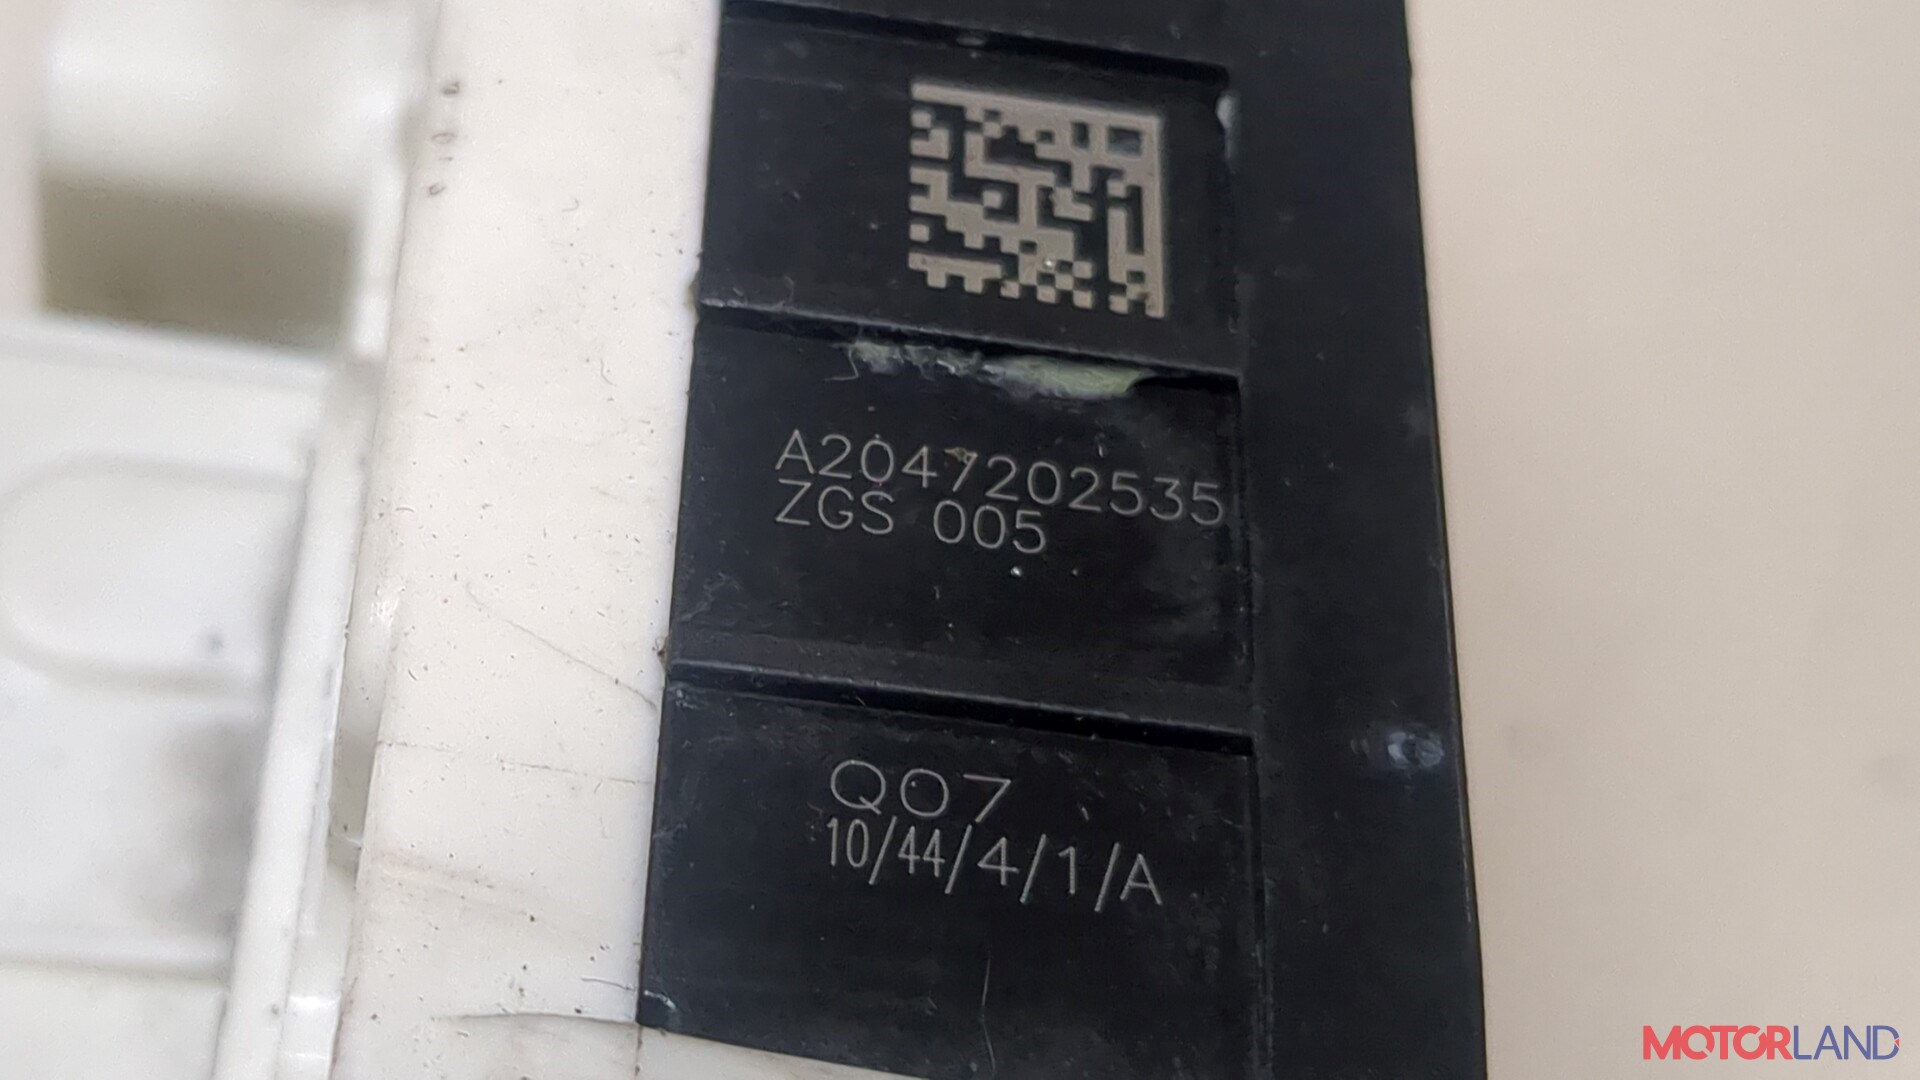 A2047202535
ZGS 005
Q07
10/44/4/1/A
MOTORLAND